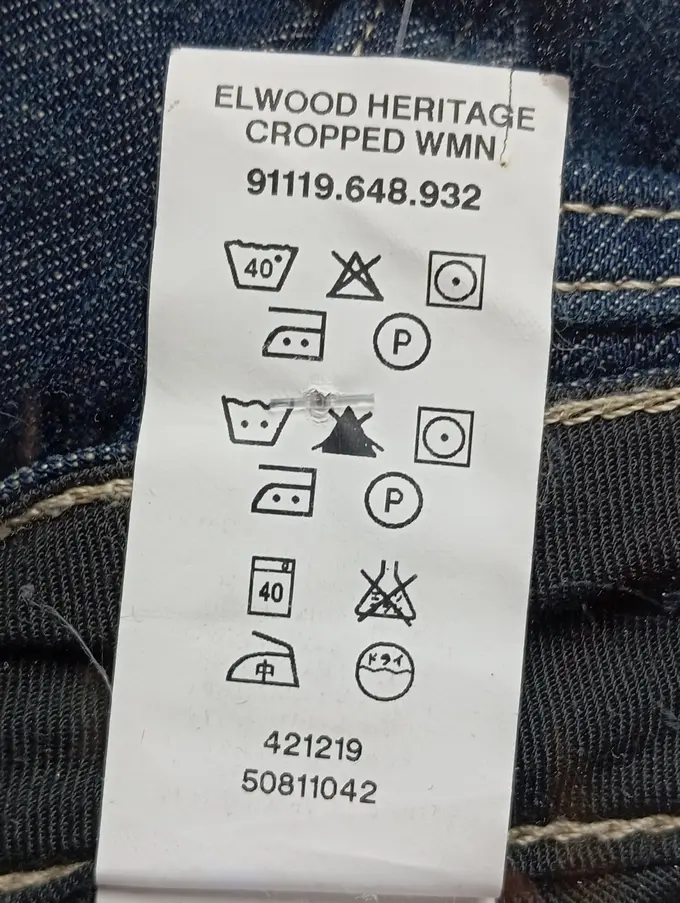 ELWOOD HERITAGE
CROPPED WMN
91119.648.932
40°
P
P
40
中 ドライ
421219
50811042